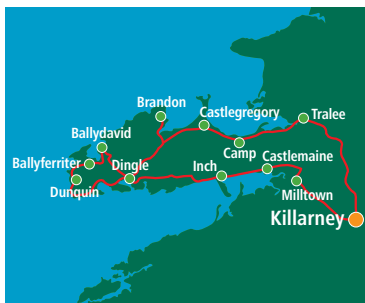 Brandon
Castlegregory
Tralee
Ballydavid
Ballyferriter
Dingle
Camp
Castlemaine
Inch
Dunquin
Milltown
Killarney